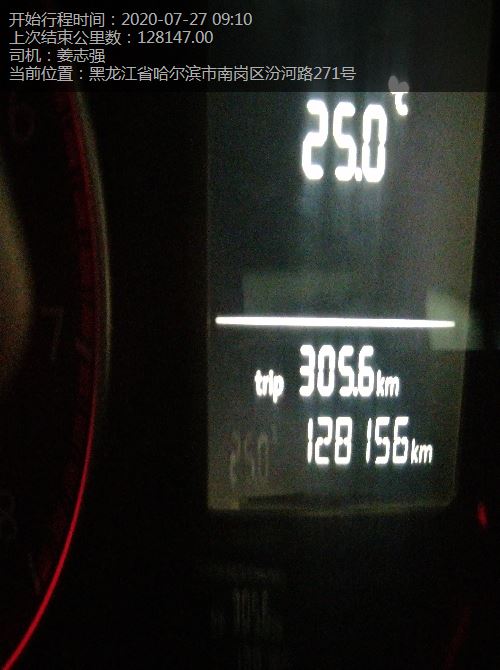 开始行程时间：2020-07-27 09:10
上次结束公里数：128147.00
司机：姜志强
当前位置：黑龙江省哈尔滨市南岗区汾河路271号
25.0℃
trip 305.6km
128156km